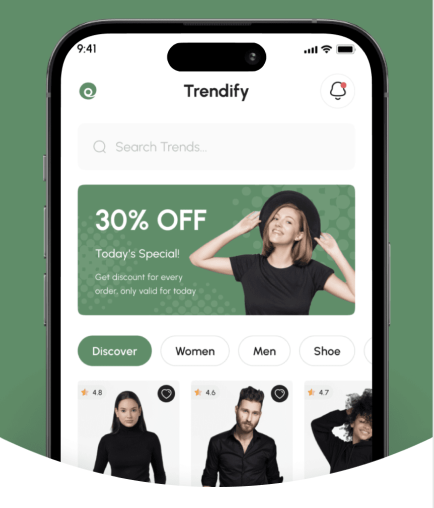 9:41
Trendify
Search Trends...
30% OFF
Today's Special!
Get discount for every
order, only valid for today
Discover
Women
Men
Shoe
4.8
4.6
4.7